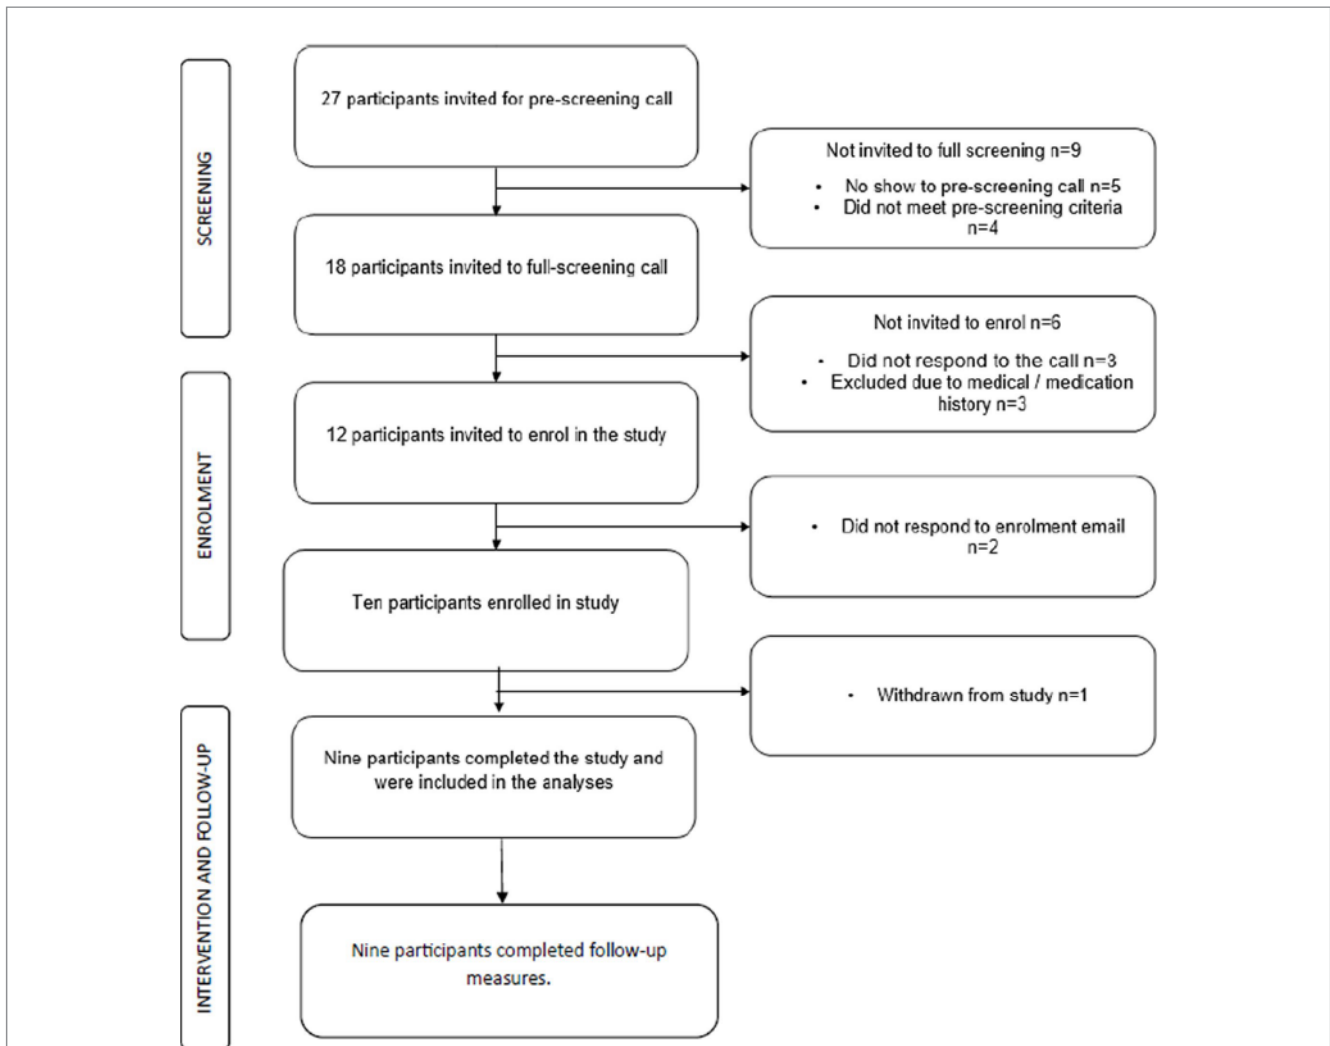 SCREENING
27 participants invited for pre-screening call
Not invited to full screening n=9
• No show to pre-screening call n=5
• Did not meet pre-screening criteria
n=4
18 participants invited to full-screening call
Not invited to enrol n=6
• Did not respond to the call n=3
• Excluded due to medical / medication
history n=3
ENROLMENT
12 participants invited to enrol in the study
• Did not respond to enrolment email
n=2
Ten participants enrolled in study
• Withdrawn from study n=1
INTERVENTION AND FOLLOW-UP
Nine participants completed the study and
were included in the analyses
Nine participants completed follow-up
measures.